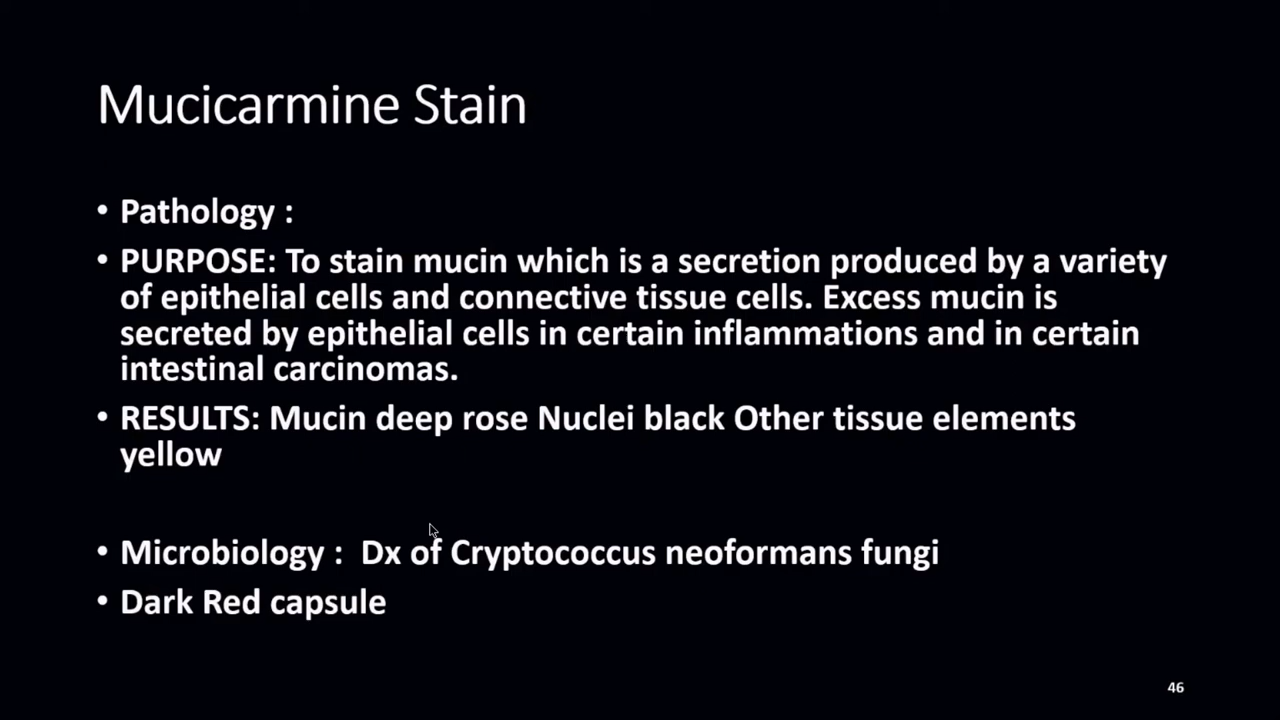 Mucicarmine Stain
• Pathology :
• PURPOSE: To stain mucin which is a secretion produced by a variety
of epithelial cells and connective tissue cells. Excess mucin is
secreted by epithelial cells in certain inflammations and in certain
intestinal carcinomas.
• RESULTS: Mucin deep rose Nuclei black Other tissue elements
yellow
• Microbiology : Dx of Cryptococcus neoformans fungi
• Dark Red capsule
46